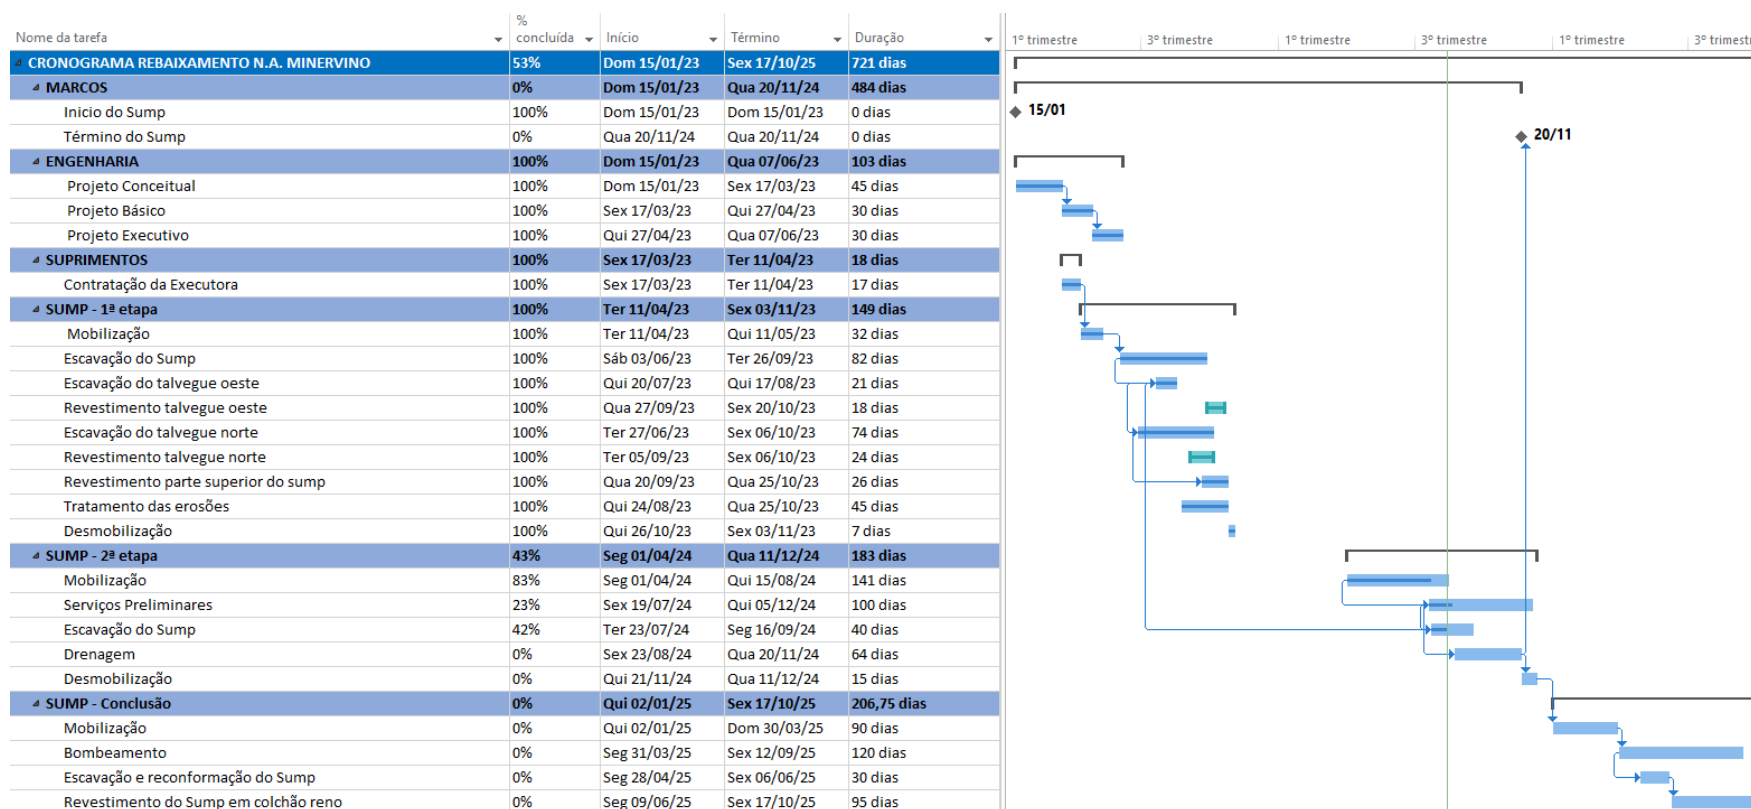 Nome da tarefa % concluída Início Término Duração 1º trimestre 3º trimestre 1º trimestre 3º trimestre 1º trimestre 3º trimestr
CRONOGRAMA REBAIXAMENTO N.A. MINERVINO 53% Dom 15/01/23 Sex 17/10/25 721 dias
MARCOS 0% Dom 15/01/23 Qua 20/11/24 484 dias
Inicio do Sump 100% Dom 15/01/23 Dom 15/01/23 0 dias 15/01
Término do Sump 0% Qua 20/11/24 Qua 20/11/24 0 dias 20/11
ENGENHARIA 100% Dom 15/01/23 Qua 07/06/23 103 dias
Projeto Conceitual 100% Dom 15/01/23 Sex 17/03/23 45 dias
Projeto Básico 100% Sex 17/03/23 Qui 27/04/23 30 dias
Projeto Executivo 100% Qui 27/04/23 Qua 07/06/23 30 dias
SUPRIMENTOS 100% Sex 17/03/23 Ter 11/04/23 18 dias
Contratação da Executora 100% Sex 17/03/23 Ter 11/04/23 17 dias
SUMP - 1ª etapa 100% Ter 11/04/23 Sex 03/11/23 149 dias
Mobilização 100% Ter 11/04/23 Qui 11/05/23 32 dias
Escavação do Sump 100% Sáb 03/06/23 Ter 26/09/23 82 dias
Escavação do talvegue oeste 100% Qui 20/07/23 Qui 17/08/23 21 dias
Revestimento talvegue oeste 100% Qua 27/09/23 Sex 20/10/23 18 dias
Escavação do talvegue norte 100% Ter 27/06/23 Sex 06/10/23 74 dias
Revestimento talvegue norte 100% Ter 05/09/23 Sex 06/10/23 24 dias
Revestimento parte superior do sump 100% Qua 20/09/23 Qua 25/10/23 26 dias
Tratamento das erosões 100% Qui 24/08/23 Qua 25/10/23 45 dias
Desmobilização 100% Qui 26/10/23 Sex 03/11/23 7 dias
SUMP - 2ª etapa 43% Seg 01/04/24 Qua 11/12/24 183 dias
Mobilização 83% Seg 01/04/24 Qui 15/08/24 141 dias
Serviços Preliminares 23% Sex 19/07/24 Qui 05/12/24 100 dias
Escavação do Sump 42% Ter 23/07/24 Seg 16/09/24 40 dias
Drenagem 0% Sex 23/08/24 Qua 20/11/24 64 dias
Desmobilização 0% Qui 21/11/24 Qua 11/12/24 15 dias
SUMP - Conclusão 0% Qui 02/01/25 Sex 17/10/25 206,75 dias
Mobilização 0% Qui 02/01/25 Dom 30/03/25 90 dias
Bombeamento 0% Seg 31/03/25 Sex 12/09/25 120 dias
Escavação e reconformação do Sump 0% Seg 28/04/25 Sex 06/06/25 30 dias
Revestimento do Sump em colchão reno 0% Seg 09/06/25 Sex 17/10/25 95 dias